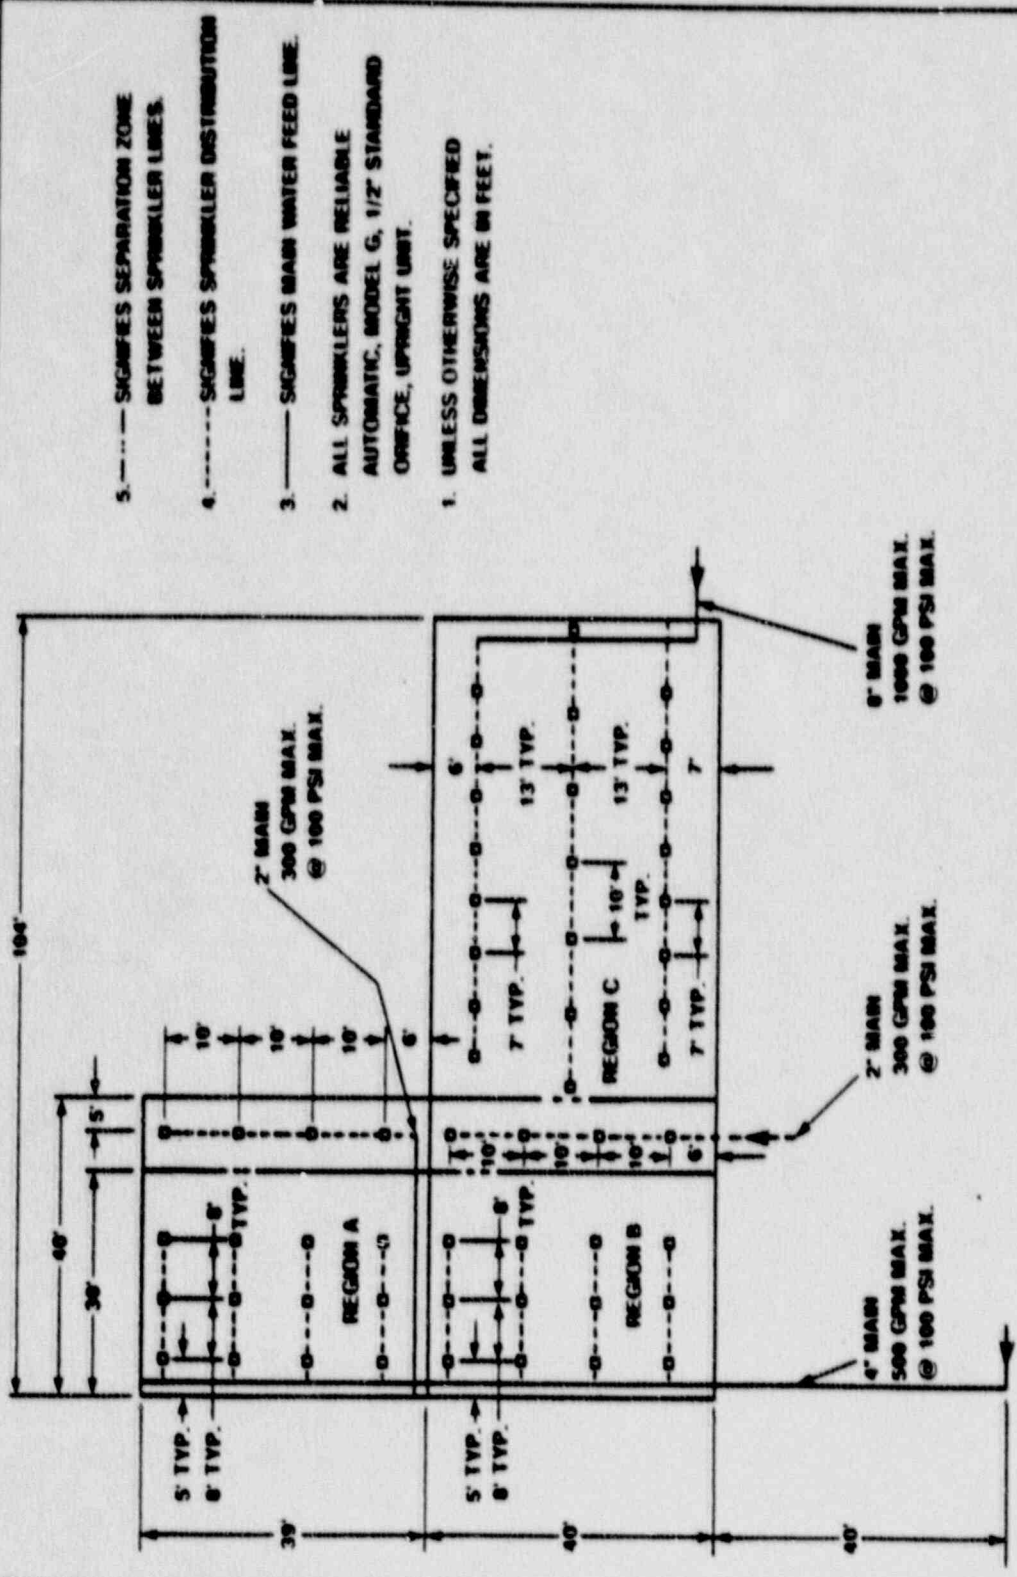 5. —··— SIGNIFIES SEPARATION ZONE
BETWEEN SPRINKLER LINES.
4. ------ SIGNIFIES SPRINKLER DISTRIBUTION
LINE.
3. ——— SIGNIFIES MAIN WATER FEED LINE.
2. ALL SPRINKLERS ARE RELIABLE
AUTOMATIC, MODEL G, 1/2" STANDARD
ORIFICE, UPRIGHT UNIT.
1. UNLESS OTHERWISE SPECIFIED
ALL DIMENSIONS ARE IN FEET.
104'
40'
30'
5'
2" MAIN
300 GPM MAX.
@ 100 PSI MAX.
10'
10'
10'
6'
8'
TYP.
REGION A
5' TYP.
8' TYP.
39'
10'
10'
10'
6'
8'
TYP.
REGION B
5' TYP.
8' TYP.
40'
6'
13' TYP.
13' TYP.
7'
7' TYP.
10'
TYP.
REGION C
7' TYP.
40'
4" MAIN
500 GPM MAX.
@ 100 PSI MAX.
2" MAIN
300 GPM MAX.
@ 100 PSI MAX.
8" MAIN
1000 GPM MAX.
@ 100 PSI MAX.